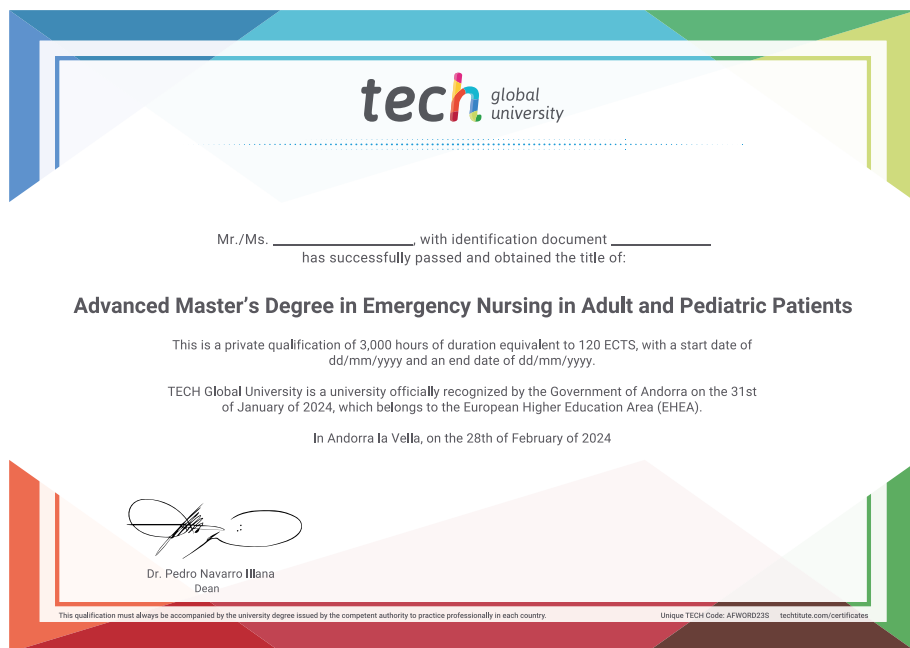 tech global university
Mr./Ms. ____________, with identification document ____________
has successfully passed and obtained the title of:
Advanced Master's Degree in Emergency Nursing in Adult and Pediatric Patients
This is a private qualification of 3,000 hours of duration equivalent to 120 ECTS, with a start date of
dd/mm/yyyy and an end date of dd/mm/yyyy.
TECH Global University is a university officially recognized by the Government of Andorra on the 31st
of January of 2024, which belongs to the European Higher Education Area (EHEA).
In Andorra la Vella, on the 28th of February of 2024
Dr. Pedro Navarro Illana
Dean
This qualification must always be accompanied by the university degree issued by the competent authority to practice professionally in each country.
Unique TECH Code: AFWORD23S techtitute.com/certificates